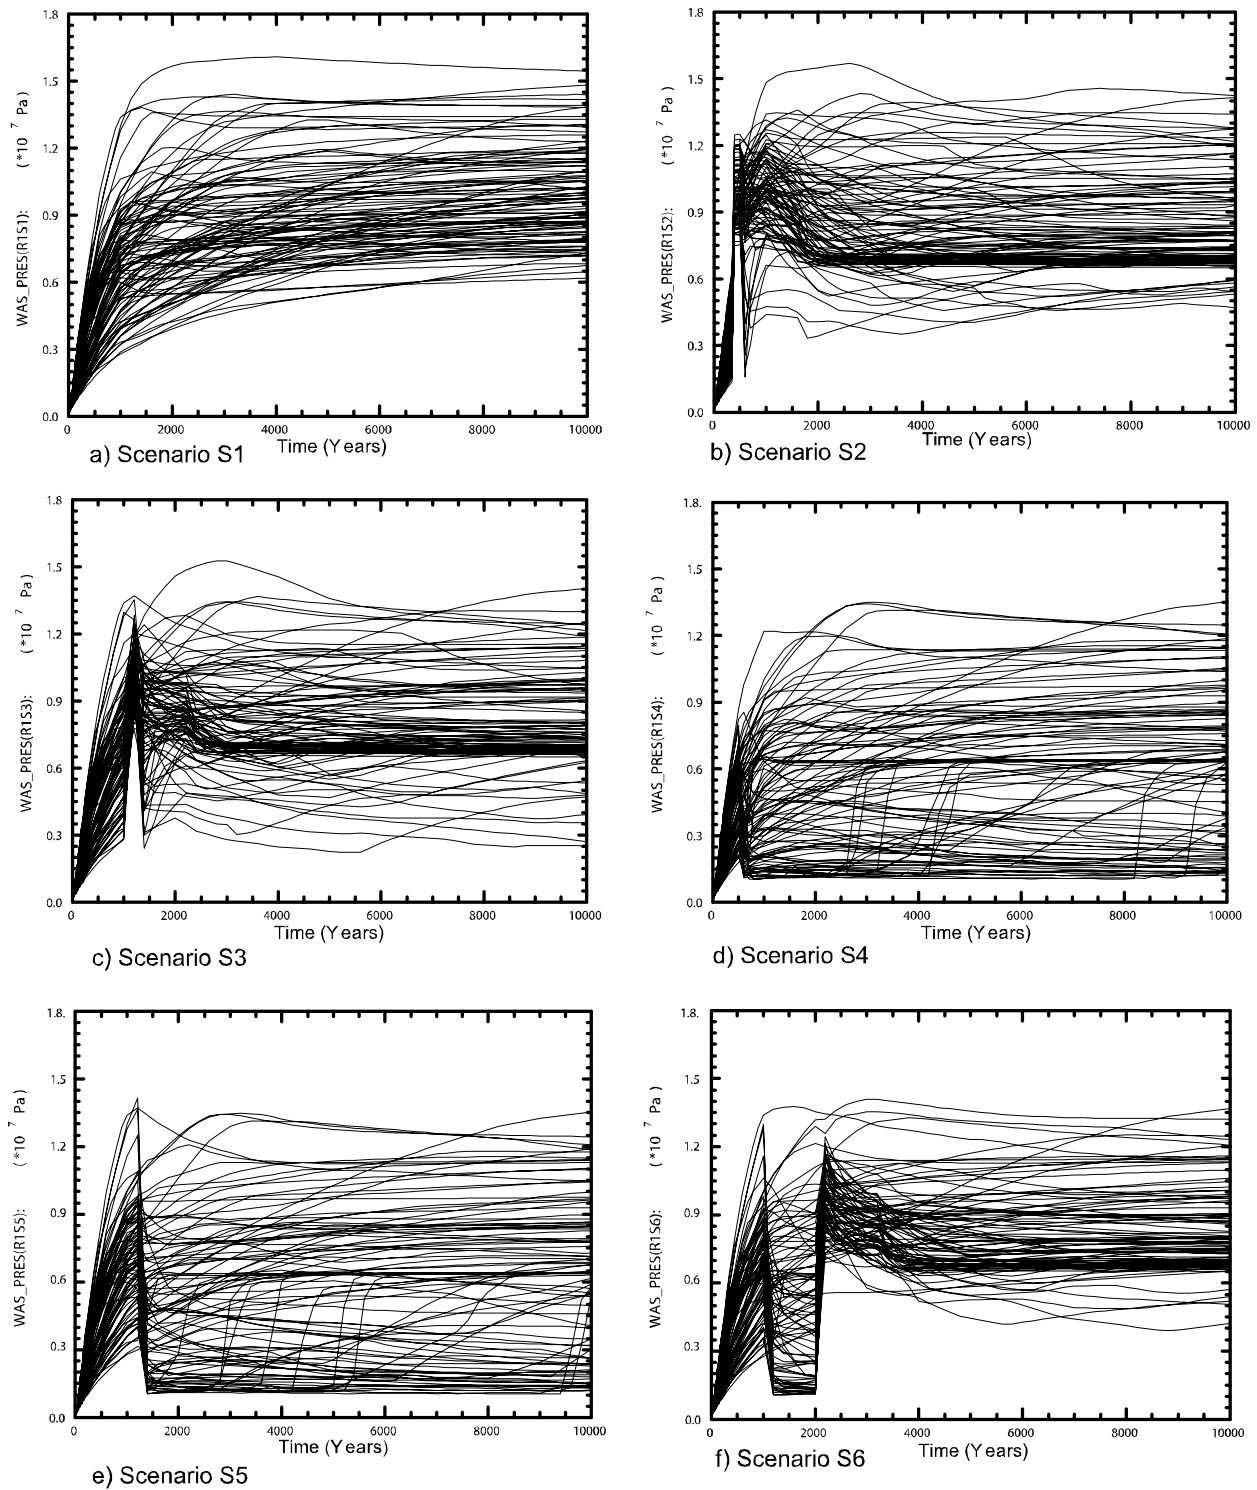 1.8
1.5
1.2
0.9
0.6
0.3
0.0
WAS_PRES(R1S1): (*10 7 Pa)
0 2000 4000 6000 8000 10000
Time (Years)
a) Scenario S1
1.8
1.5
1.2
0.9
0.6
0.3
0.0
WAS_PRES(R1S2): (*10 7 Pa)
0 2000 4000 6000 8000 10000
Time (Years)
b) Scenario S2
1.8
1.5
1.2
0.9
0.6
0.3
0.0
WAS_PRES(R1S3): (*10 7 Pa)
0 2000 4000 6000 8000 10000
Time (Years)
c) Scenario S3
1.8.
1.5
1.2
0.9
0.6
0.3
0.0
WAS_PRES(R1S4): (*10 7 Pa)
0 2000 4000 6000 8000 10000
Time (Years)
d) Scenario S4
1.8.
1.5
1.2
0.9
0.6
0.3
0.0
WAS_PRES(R1S5): (*10 7 Pa)
0 2000 4000 6000 8000 10000
Time (Years)
e) Scenario S5
1.8.
1.5
1.2
0.9
0.6
0.3
0.0
WAS_PRES(R1S6): (*10 7 Pa)
0 2000 4000 6000 8000 10000
Time (Years)
f) Scenario S6